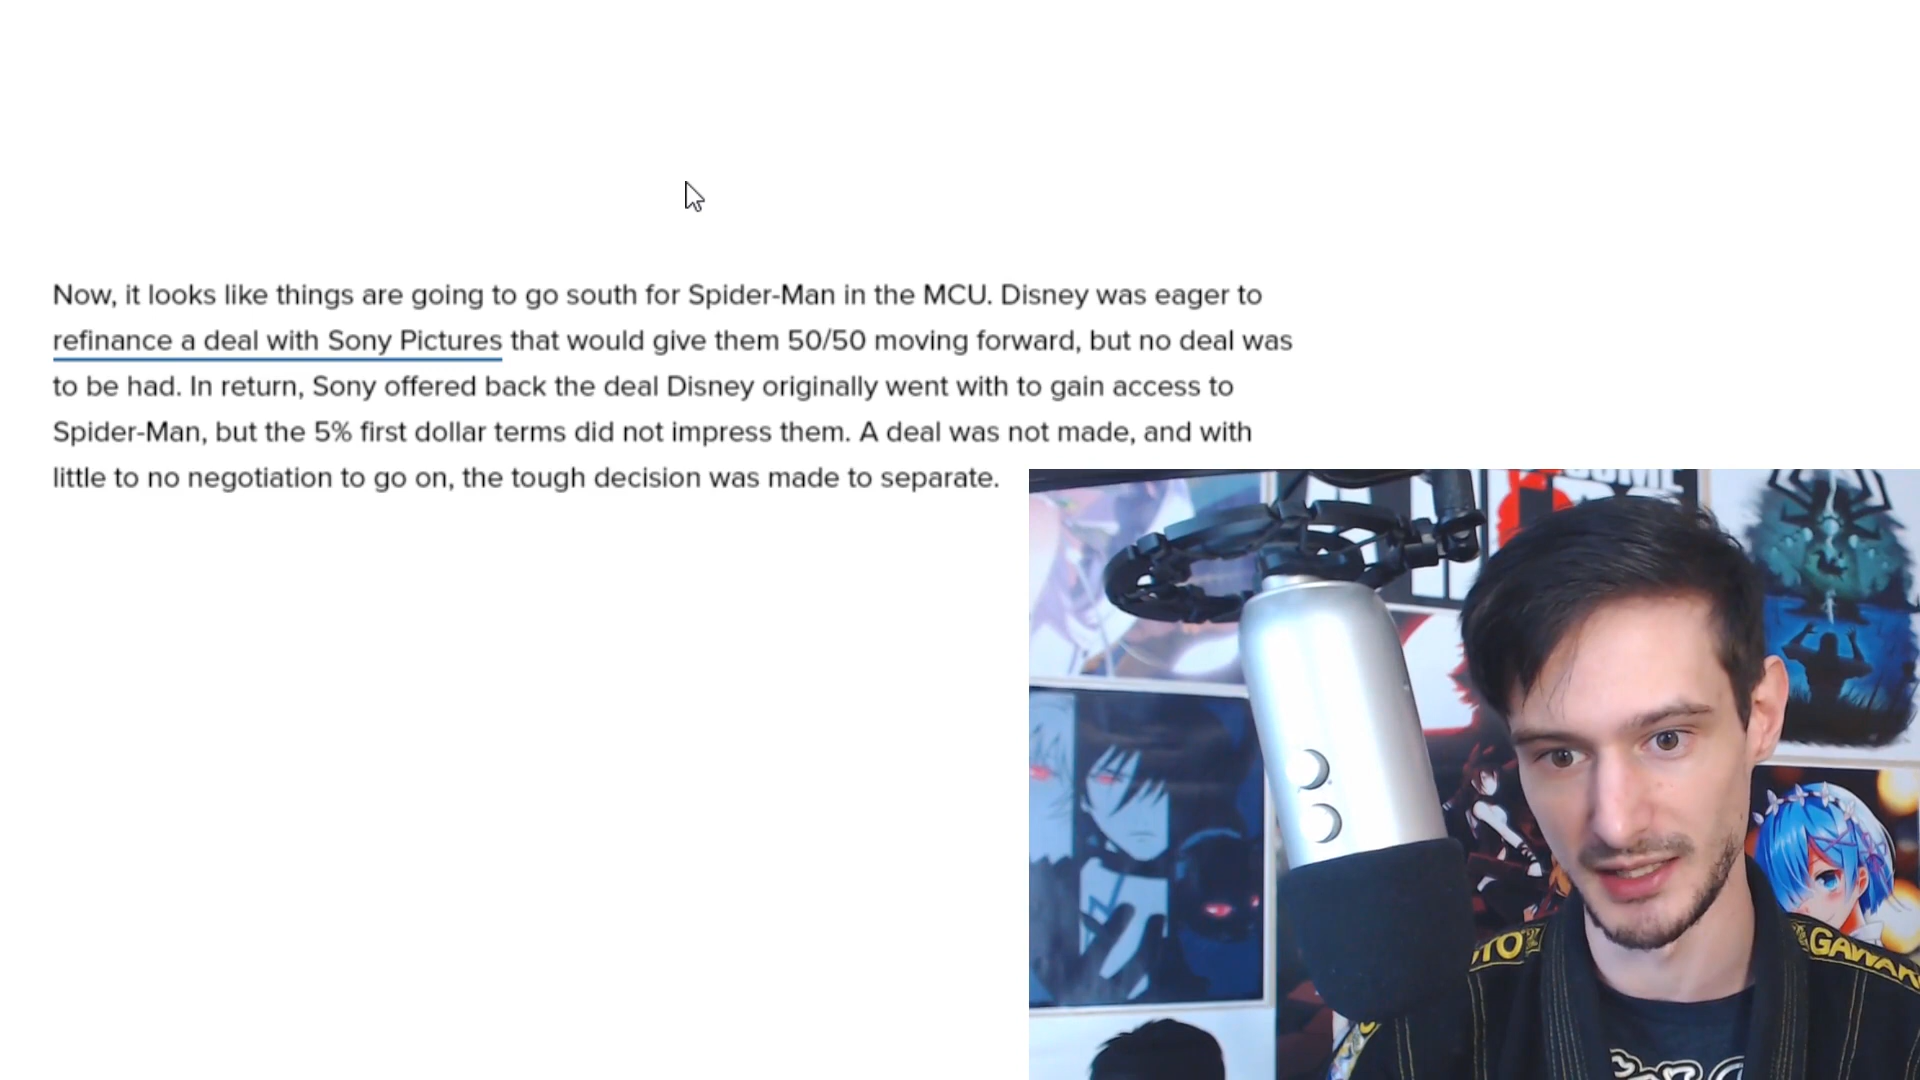 Now, it looks like things are going to go south for Spider-Man in the MCU. Disney was eager to
refinance a deal with Sony Pictures that would give them 50/50 moving forward, but no deal was
to be had. In return, Sony offered back the deal Disney originally went with to gain access to
Spider-Man, but the 5% first dollar terms did not impress them. A deal was not made, and with
little to no negotiation to go on, the tough decision was made to separate.